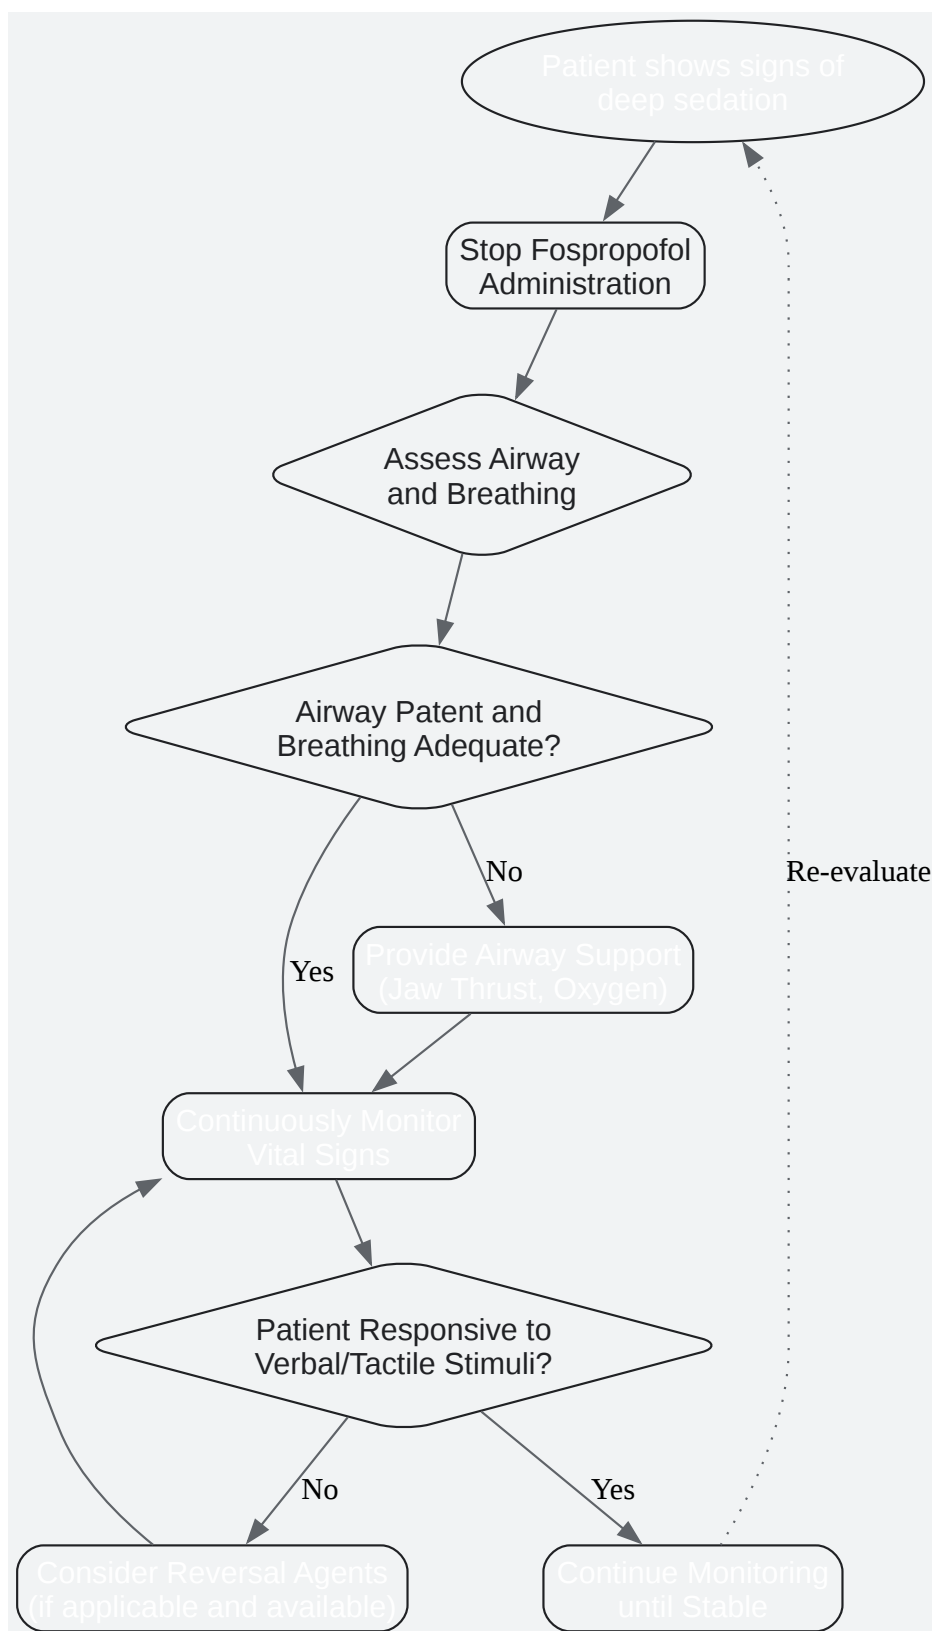 Patient shows signs of
deep sedation
Stop Fospropofol
Administration
Assess Airway
and Breathing
Airway Patent and
Breathing Adequate?
No
Re-evaluate
Provide Airway Support
(Jaw Thrust, Oxygen)
Yes
Continuously Monitor
Vital Signs
Patient Responsive to
Verbal/Tactile Stimuli?
No
Yes
Consider Reversal Agents
(if applicable and available)
Continue Monitoring
until Stable